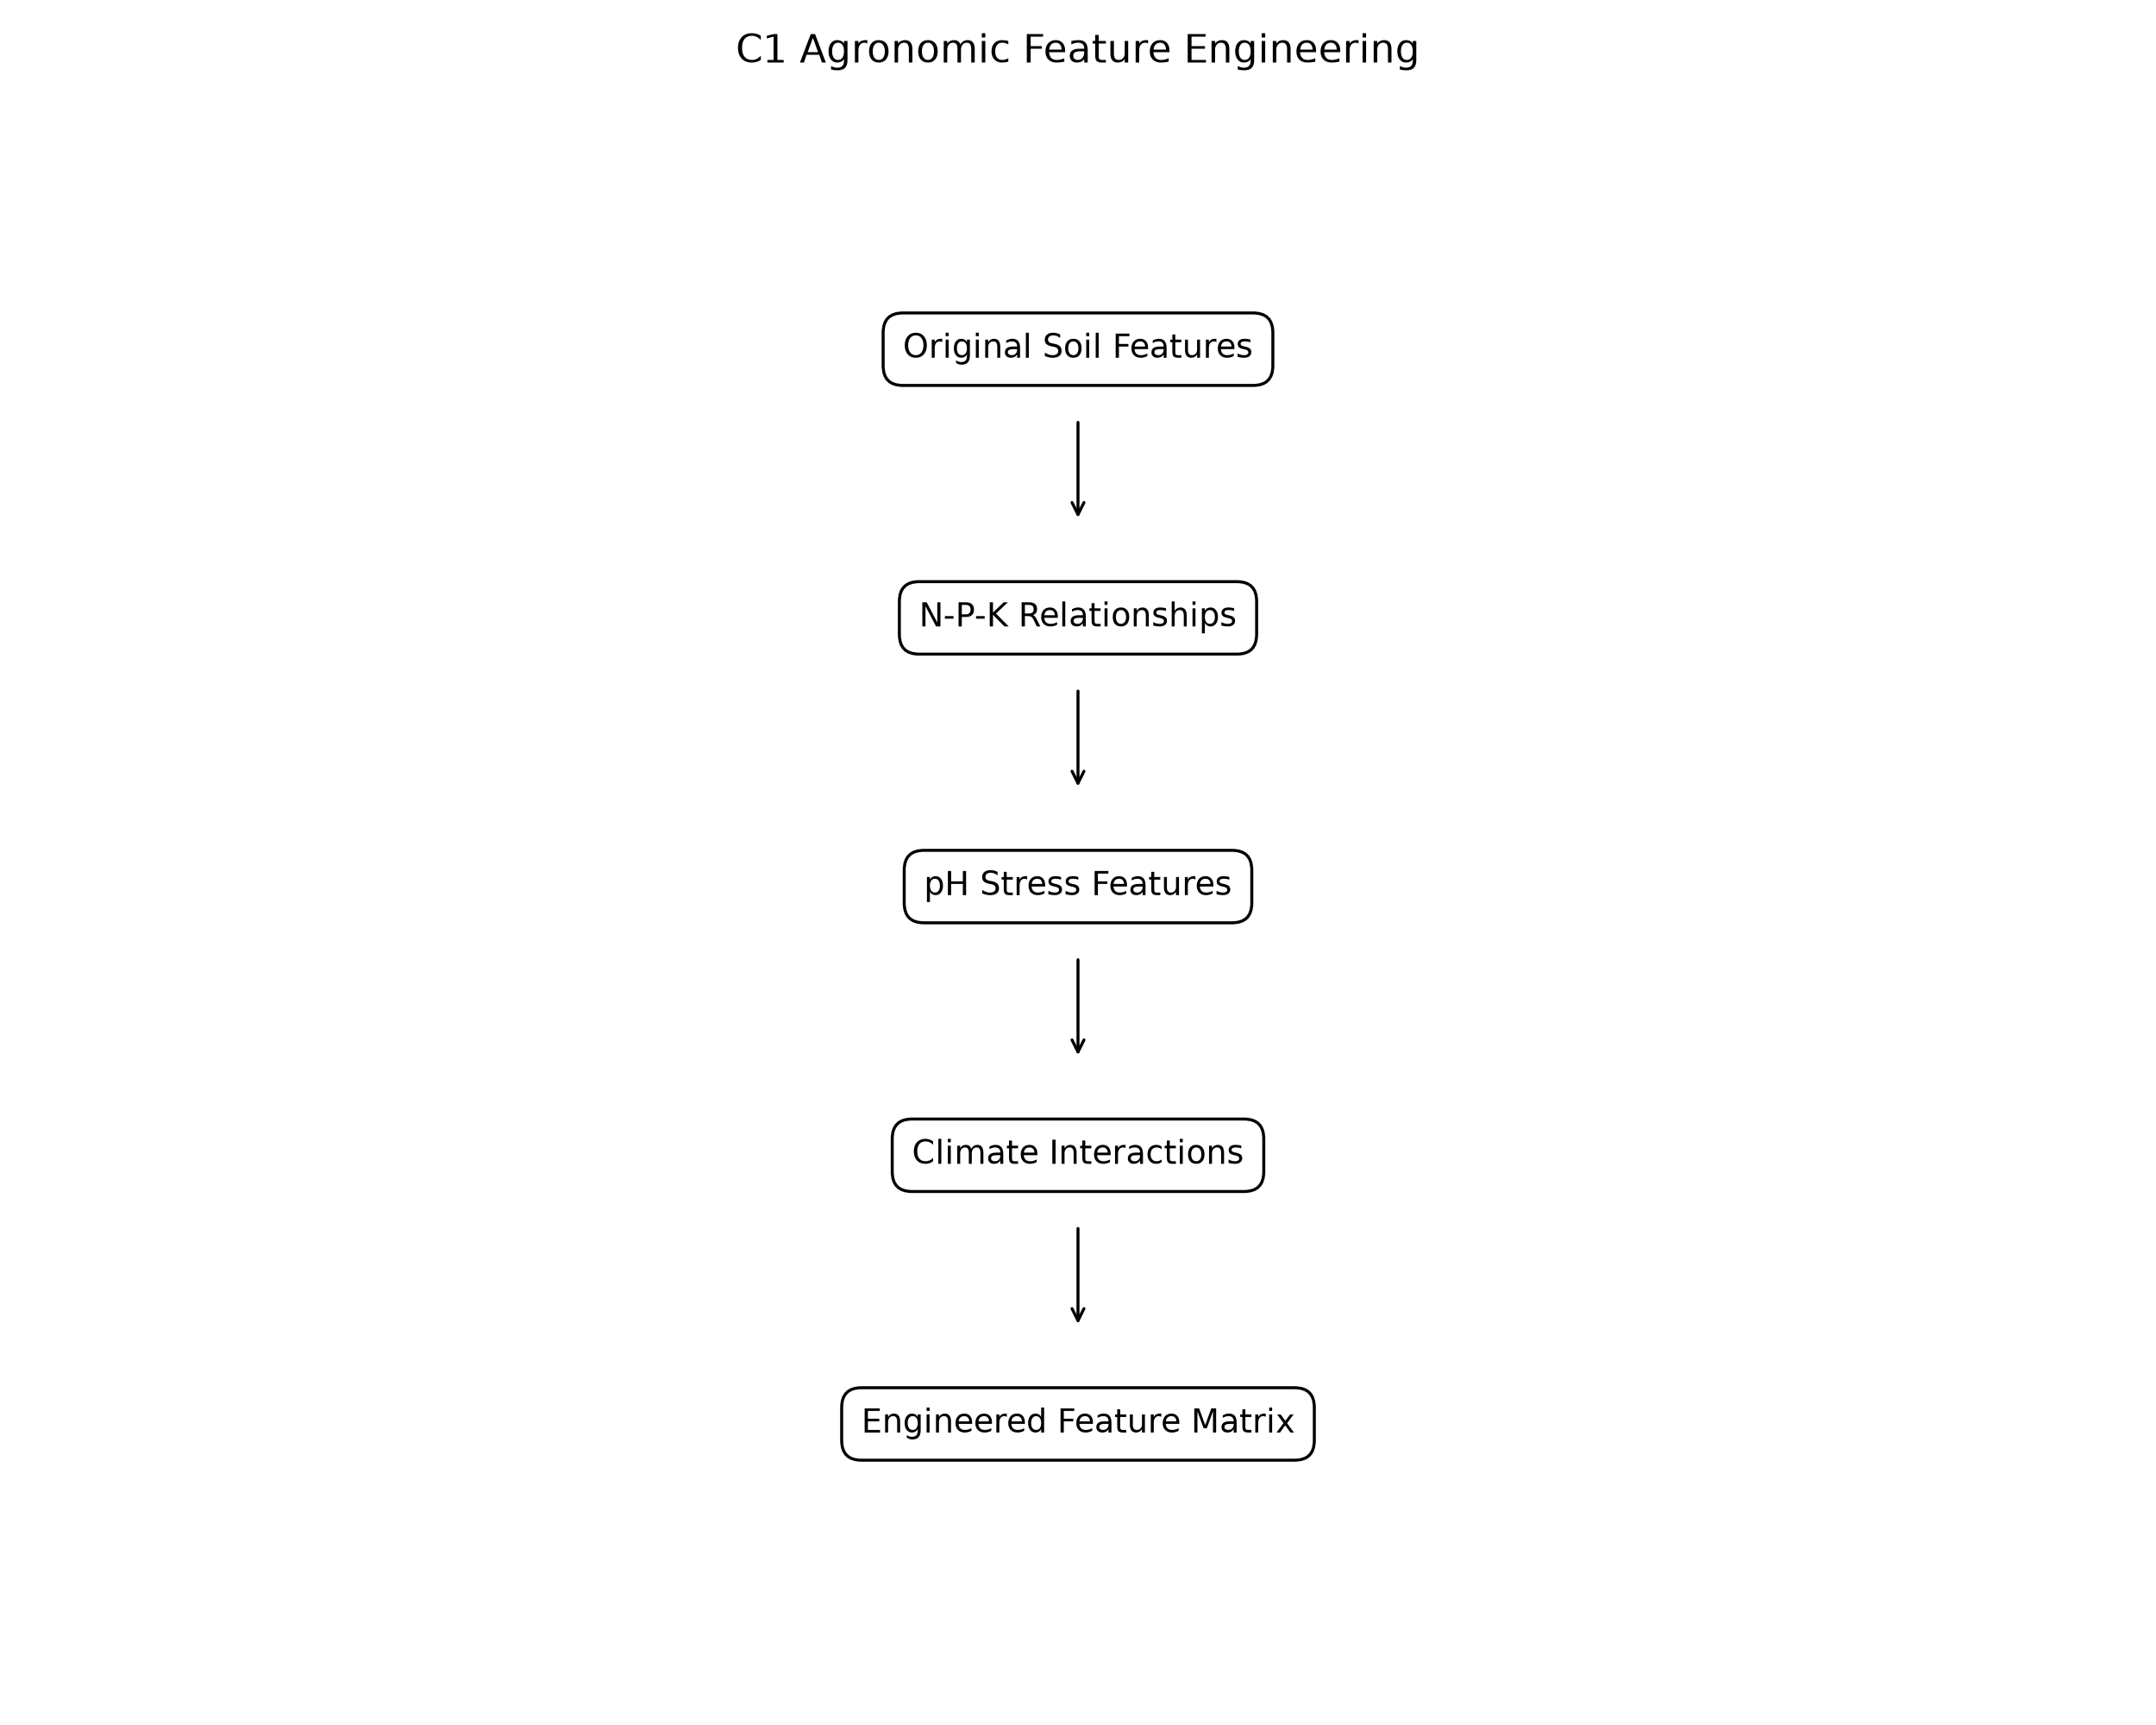 C1 Agronomic Feature Engineering
Original Soil Features
N-P-K Relationships
pH Stress Features
Climate Interactions
Engineered Feature Matrix